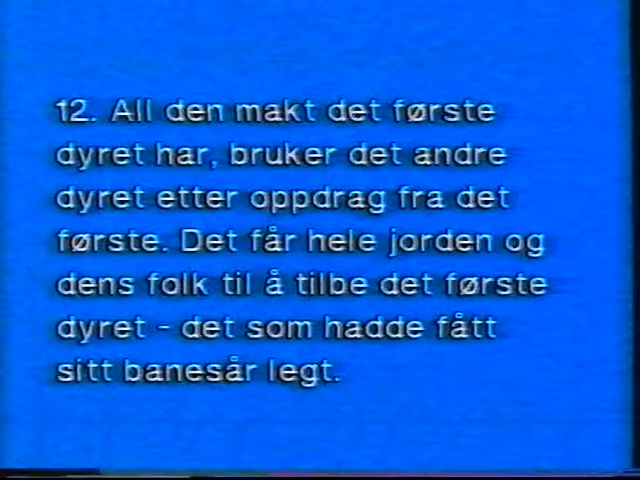 12. All den makt det første
dyret har, bruker det andre
dyret etter oppdrag fra det
første. Det får hele jorden og
dens folk til å tilbe det første
dyret - det som hadde fått
sitt banesår legt.